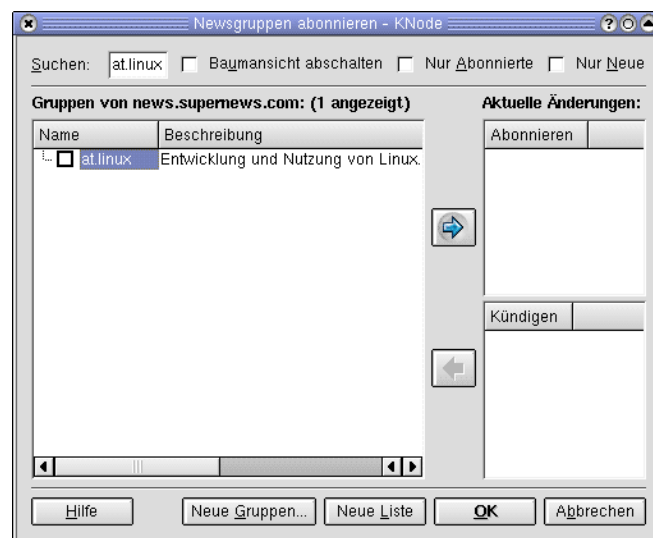 Newsgruppen abonnieren - KNode
Suchen: at.linux Baumansicht abschalten Nur Abonnierte Nur Neue
Gruppen von news.supernews.com: (1 angezeigt) Aktuelle Änderungen:
Name Beschreibung Abonnieren
at.linux Entwicklung und Nutzung von Linux.
Kündigen
Hilfe Neue Gruppen... Neue Liste OK Abbrechen